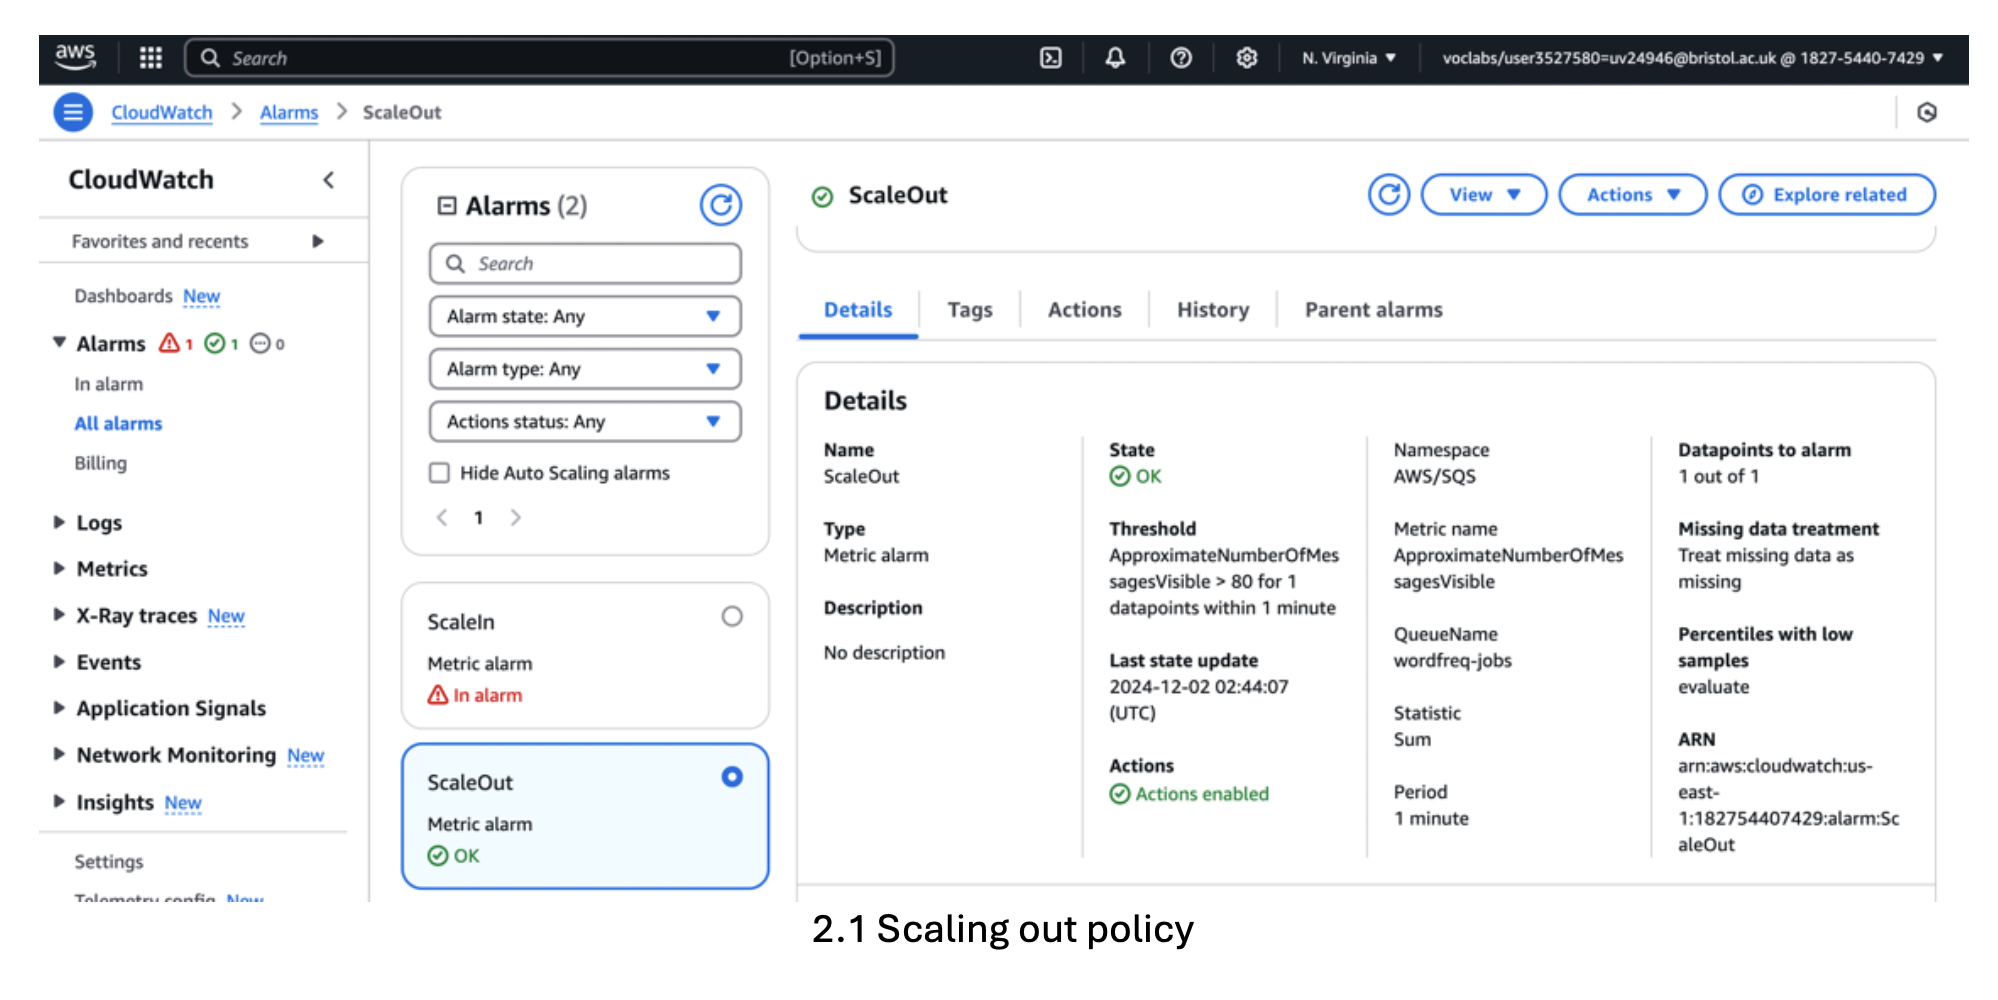 aws
Search
[Option+S]
N. Virginia
voclabs/user3527580=uv24946@bristol.ac.uk @ 1827-5440-7429
CloudWatch
Alarms
ScaleOut
CloudWatch
Favorites and recents
Dashboards New
Alarms 1 1 0
In alarm
All alarms
Billing
Logs
Metrics
X-Ray traces New
Events
Application Signals
Network Monitoring New
Insights New
Settings
Telemetry config New
Alarms (2)
Search
Alarm state: Any
Alarm type: Any
Actions status: Any
Hide Auto Scaling alarms
1
ScaleIn
Metric alarm
In alarm
ScaleOut
Metric alarm
OK
ScaleOut
View
Actions
Explore related
Details
Tags
Actions
History
Parent alarms
Details
Name
ScaleOut
Type
Metric alarm
Description
No description
State
OK
Threshold
ApproximateNumberOfMes
sagesVisible > 80 for 1
datapoints within 1 minute
Last state update
2024-12-02 02:44:07
(UTC)
Actions
Actions enabled
Namespace
AWS/SQS
Metric name
ApproximateNumberOfMes
sagesVisible
QueueName
wordfreq-jobs
Statistic
Sum
Period
1 minute
Datapoints to alarm
1 out of 1
Missing data treatment
Treat missing data as
missing
Percentiles with low
samples
evaluate
ARN
arn:aws:cloudwatch:us-
east-
1:182754407429:alarm:Sc
aleOut
2.1 Scaling out policy